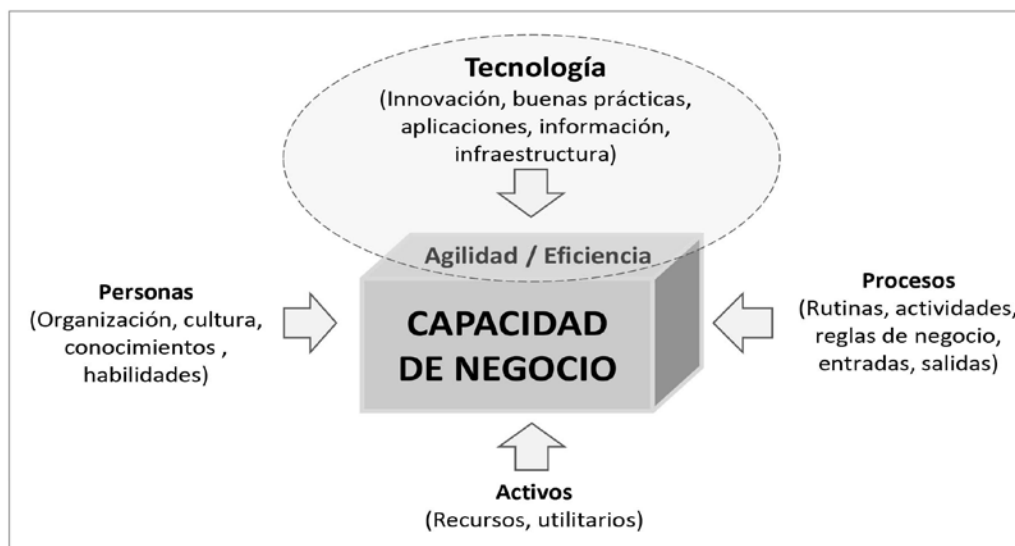 Tecnología
(Innovación, buenas prácticas,
aplicaciones, información,
infraestructura)
Agilidad / Eficiencia
Personas
(Organización, cultura,
conocimientos ,
habilidades)
CAPACIDAD
DE NEGOCIO
Procesos
(Rutinas, actividades,
reglas de negocio,
entradas, salidas)
Activos
(Recursos, utilitarios)